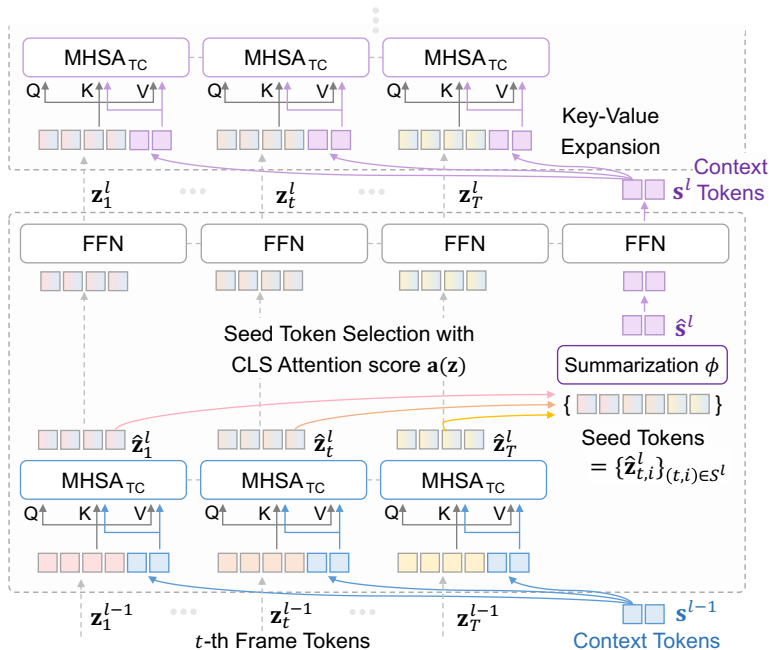 MHSA_TC MHSA_TC MHSA_TC
Q K V Q K V Q K V
Key-Value
Expansion
z_1^l ... z_t^l ... z_T^l s^l Context
Tokens
FFN FFN FFN FFN
ŝ^l
Seed Token Selection with
CLS Attention score a(z)
Summarization ϕ
{ }
ẑ_1^l ẑ_t^l ẑ_T^l
Seed Tokens
= {ẑ_{t,i}^l}_{(t,i)∈S^l}
MHSA_TC MHSA_TC MHSA_TC
Q K V Q K V Q K V
z_1^{l-1} ... z_t^{l-1} ... z_T^{l-1} s^{l-1}
t-th Frame Tokens Context Tokens